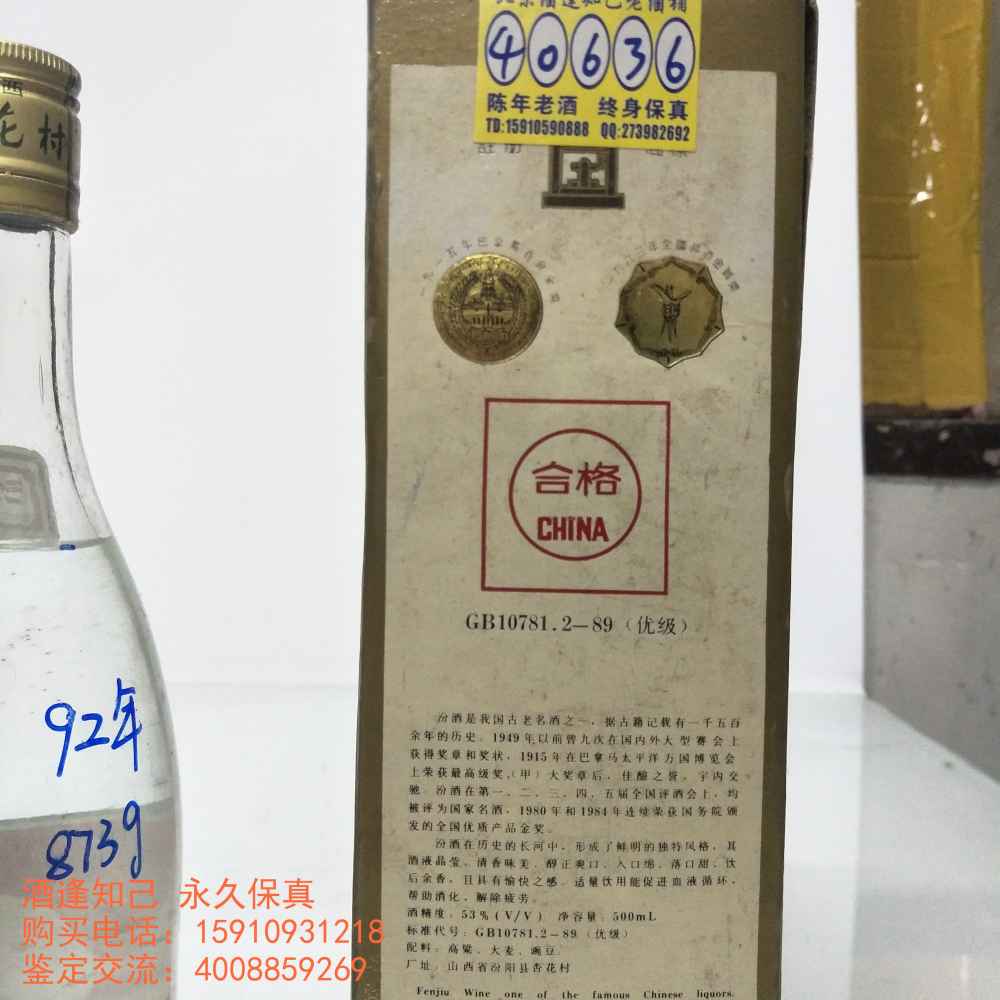 40636
陈年老酒 终身保真
TD:15910590888 QQ:273982692
西
花村
合格
CHINA
GB10781.2—89（优级）
汾酒是我国古老名酒之一，据古籍记载有一千五百
余年的历史。1949年以前曾九次在国内外大型赛会上
获得奖章和奖状，1915年在巴拿马太平洋万国博览会
上荣获最高级奖，（甲）大奖章后，佳酿之誉，宇内交
驰。汾酒在第一、二、三、四、五届全国评酒会上，均
被评为国家名酒，1980年和1984年连续荣获国务院颁
发的全国优质产品金奖。
汾酒在历史的长河中，形成了鲜明的独特风格，其
酒液晶莹，清香味美，醇正爽口，入口绵，落口甜，饮
后余香，且具有愉快之感。适量饮用能促进血液循环，
帮助消化，解除疲劳。
酒精度：53%（V/V） 净容量：500mL
标准代号：GB10781.2—89（优级）
配料：高粱、大麦、豌豆。
厂址：山西省汾阳县杏花村
Fenjiu Wine one of the famous Chinese liquors.
92年
873g
酒逢知己 永久保真
购买电话：15910931218
鉴定交流：4008859269